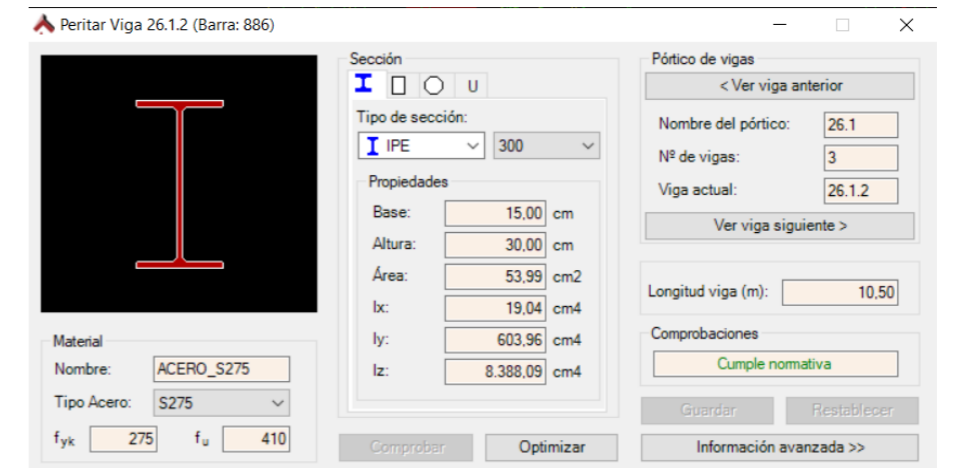 Peritar Viga 26.1.2 (Barra: 886)
Sección
U
Tipo de sección:
IPE
300
Propiedades
Base: 15,00 cm
Altura: 30,00 cm
Área: 53,99 cm2
Ix: 19,04 cm4
Iy: 603,96 cm4
Iz: 8.388,09 cm4
Comprobar
Optimizar
Material
Nombre: ACERO_S275
Tipo Acero: S275
fyk 275 fu 410
Pórtico de vigas
< Ver viga anterior
Nombre del pórtico: 26.1
Nº de vigas: 3
Viga actual: 26.1.2
Ver viga siguiente >
Longitud viga (m): 10,50
Comprobaciones
Cumple normativa
Guardar
Restablecer
Información avanzada >>